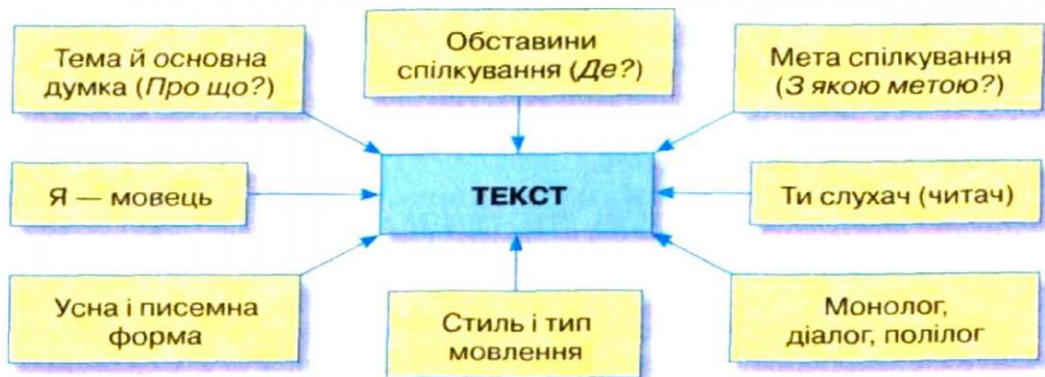 Тема й основна
думка (Про що?)
Обставини
спілкування (Де?)
Мета спілкування
(З якою метою?)
Я — мовець
ТЕКСТ
Ти слухач (читач)
Усна і писемна
форма
Стиль і тип
мовлення
Монолог,
діалог, полілог